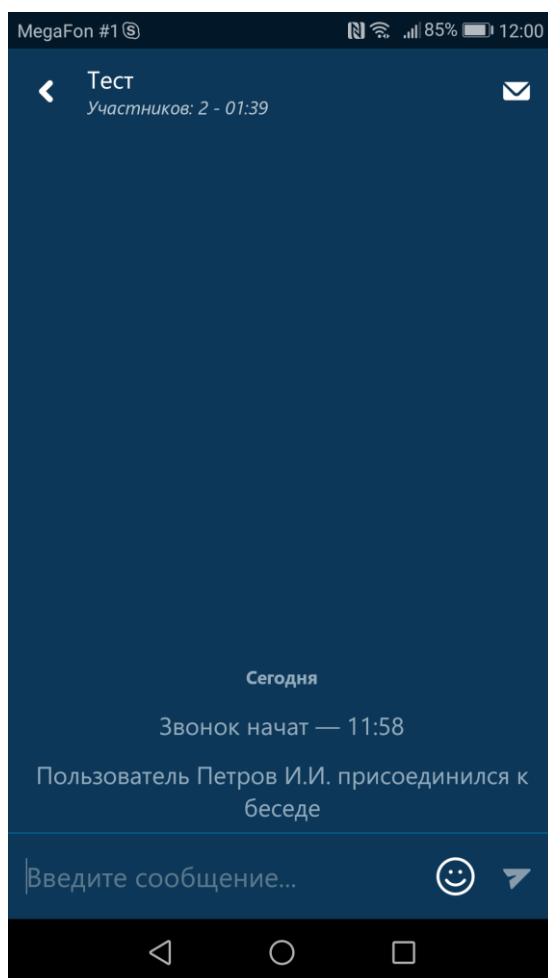 MegaFon #1 85% 12:00
Тест
Участников: 2 - 01:39
Сегодня
Звонок начат — 11:58
Пользователь Петров И.И. присоединился к
беседе
Введите сообщение...